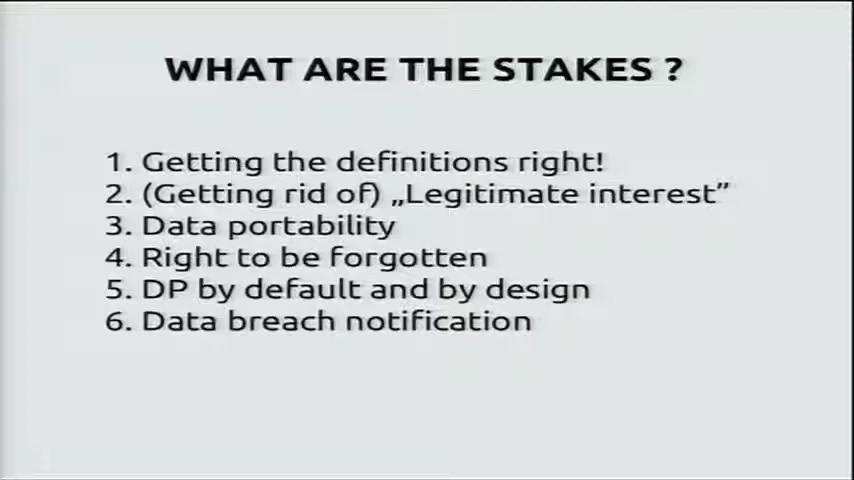 WHAT ARE THE STAKES ?
1. Getting the definitions right!
2. (Getting rid of) „Legitimate interest”
3. Data portability
4. Right to be forgotten
5. DP by default and by design
6. Data breach notification